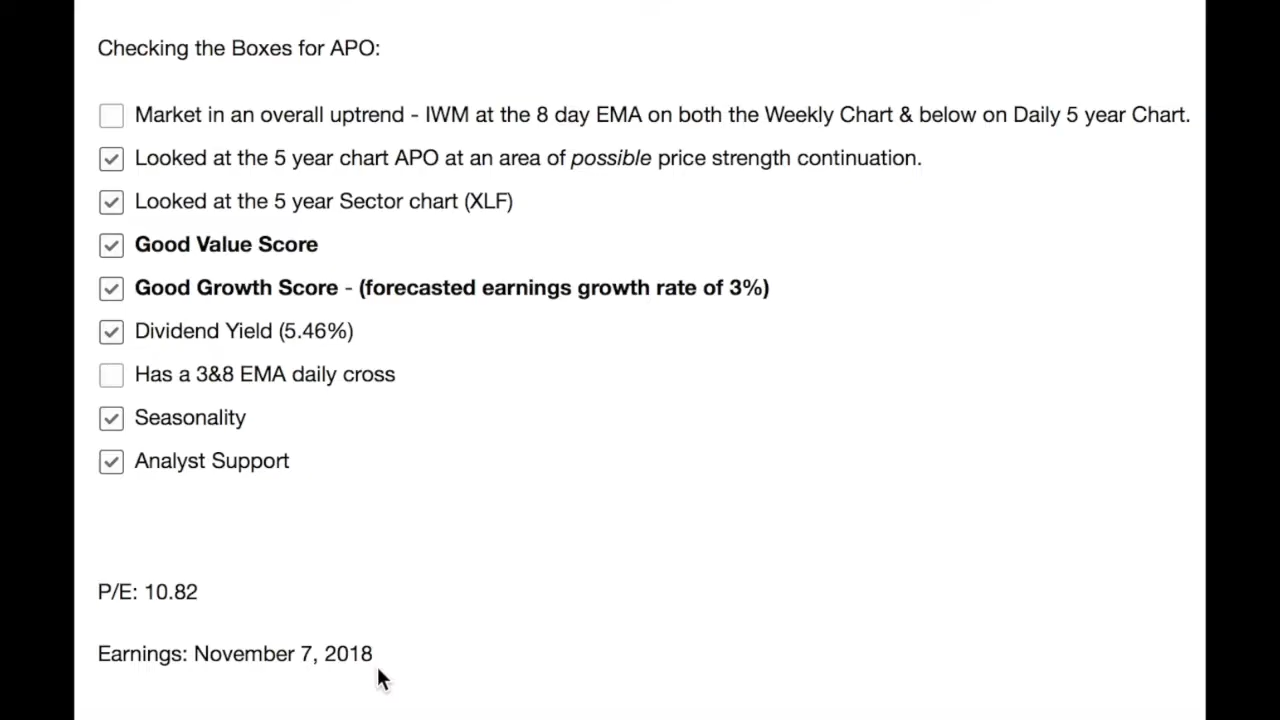 Checking the Boxes for APO:
Market in an overall uptrend - IWM at the 8 day EMA on both the Weekly Chart & below on Daily 5 year Chart.
Looked at the 5 year chart APO at an area of possible price strength continuation.
Looked at the 5 year Sector chart (XLF)
Good Value Score
Good Growth Score - (forecasted earnings growth rate of 3%)
Dividend Yield (5.46%)
Has a 3&8 EMA daily cross
Seasonality
Analyst Support
P/E: 10.82
Earnings: November 7, 2018